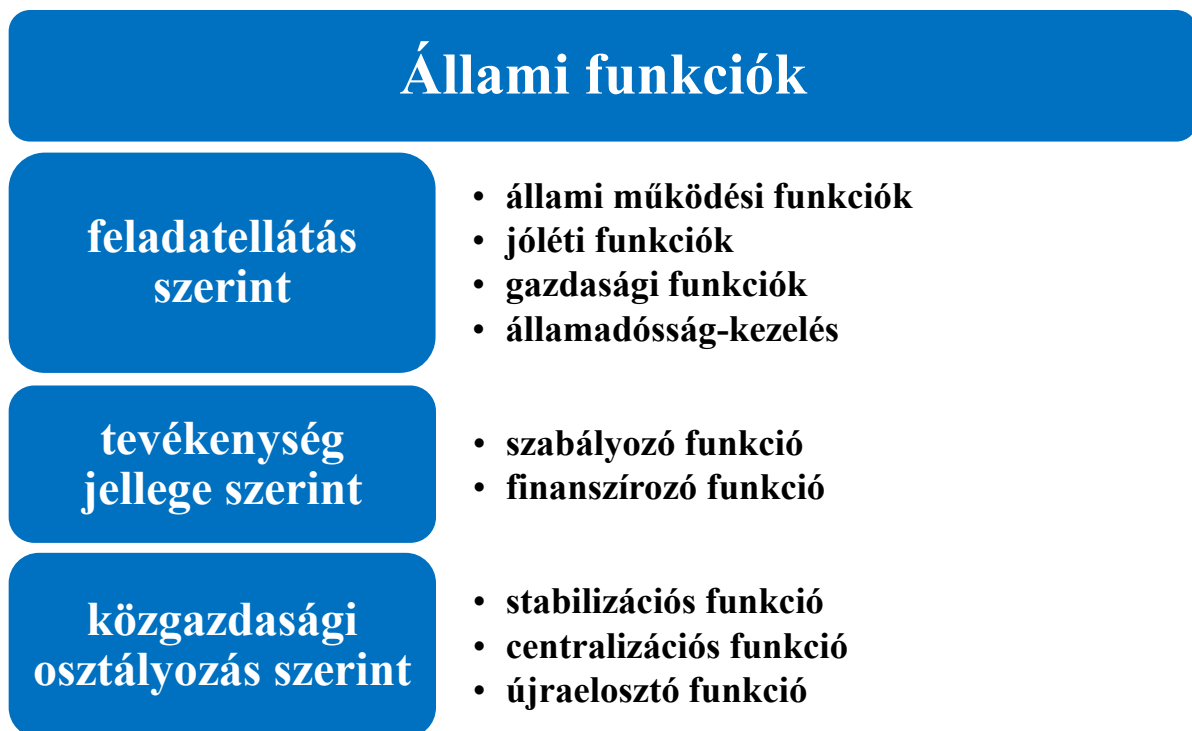 Állami funkciók
feladatellátás
szerint
• állami működési funkciók
• jóléti funkciók
• gazdasági funkciók
• államadósság-kezelés
tevékenység
jellege szerint
• szabályozó funkció
• finanszírozó funkció
közgazdasági
osztályozás szerint
• stabilizációs funkció
• centralizációs funkció
• újraelosztó funkció